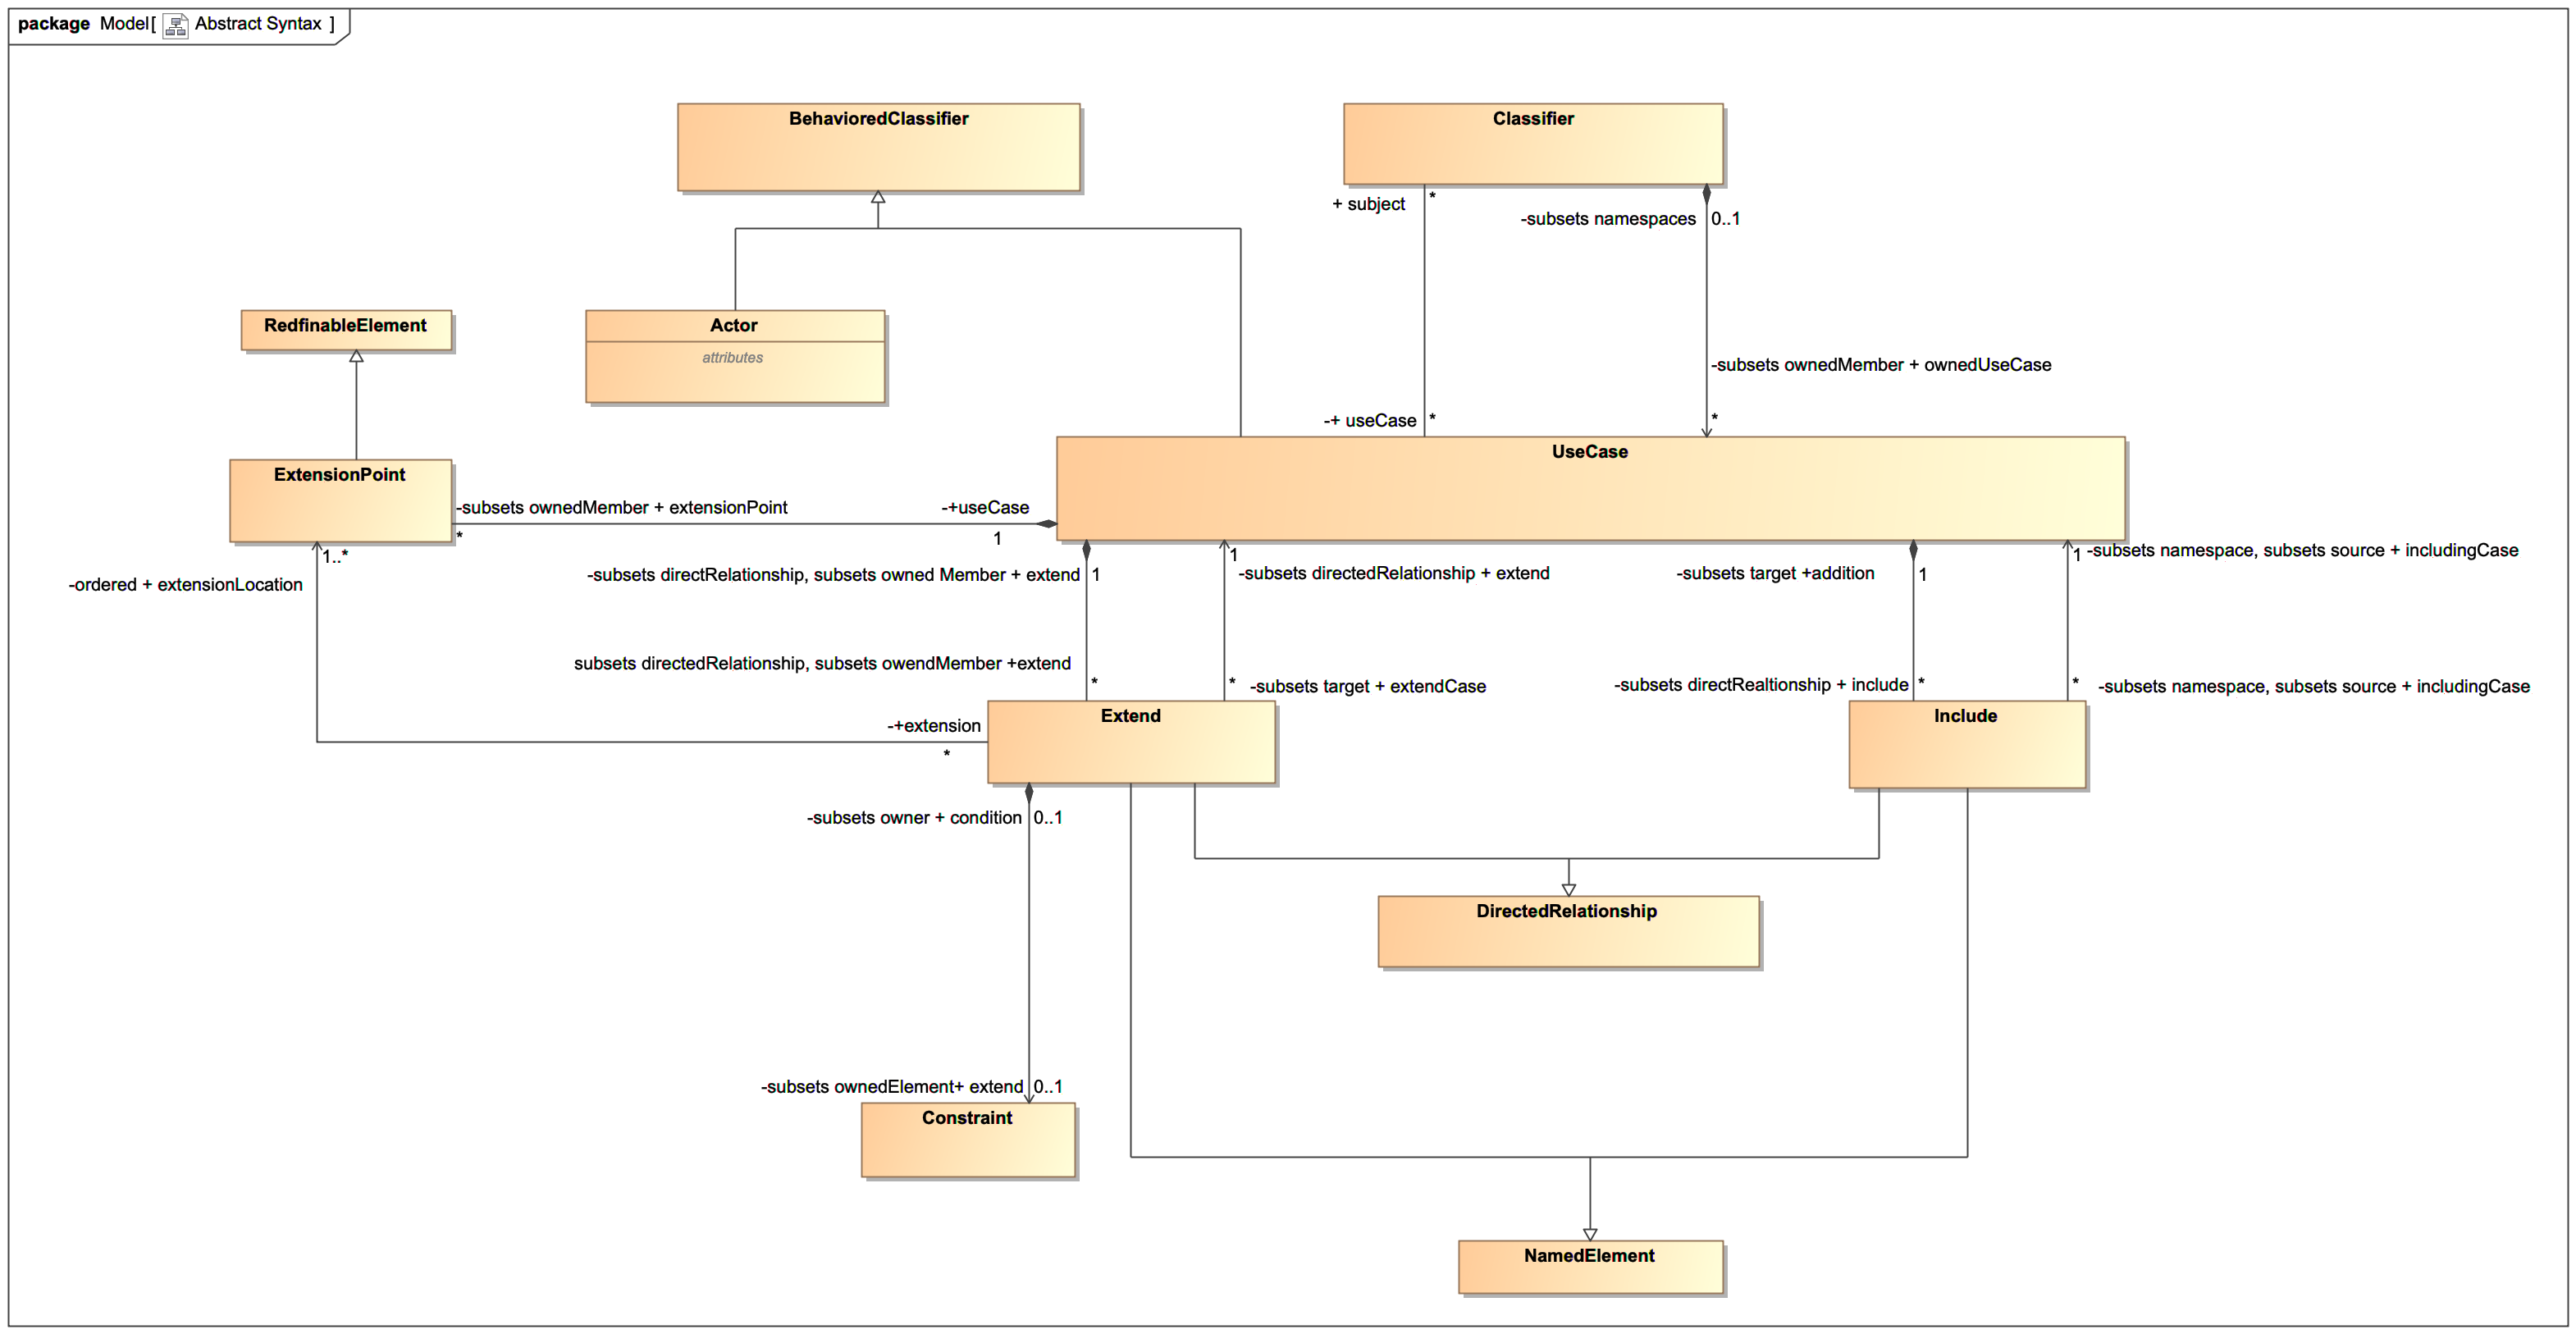 package Model[ Abstract Syntax ]
BehavioredClassifier
Classifier
+ subject
*
-subsets namespaces
0..1
RedfinableElement
Actor
attributes
-subsets ownedMember + ownedUseCase
-+ useCase
*
*
UseCase
ExtensionPoint
-subsets ownedMember + extensionPoint
*
-+useCase
1
1..*
-ordered + extensionLocation
-subsets directRelationship, subsets owned Member + extend
1
1
-subsets directedRelationship + extend
-subsets target +addition
1
1
-subsets namespace, subsets source + includingCase
subsets directedRelationship, subsets owendMember +extend
*
*
-subsets target + extendCase
-subsets directRealtionship + include
*
*
-subsets namespace, subsets source + includingCase
Extend
Include
-+extension
*
-subsets owner + condition
0..1
DirectedRelationship
-subsets ownedElement+ extend
0..1
Constraint
NamedElement